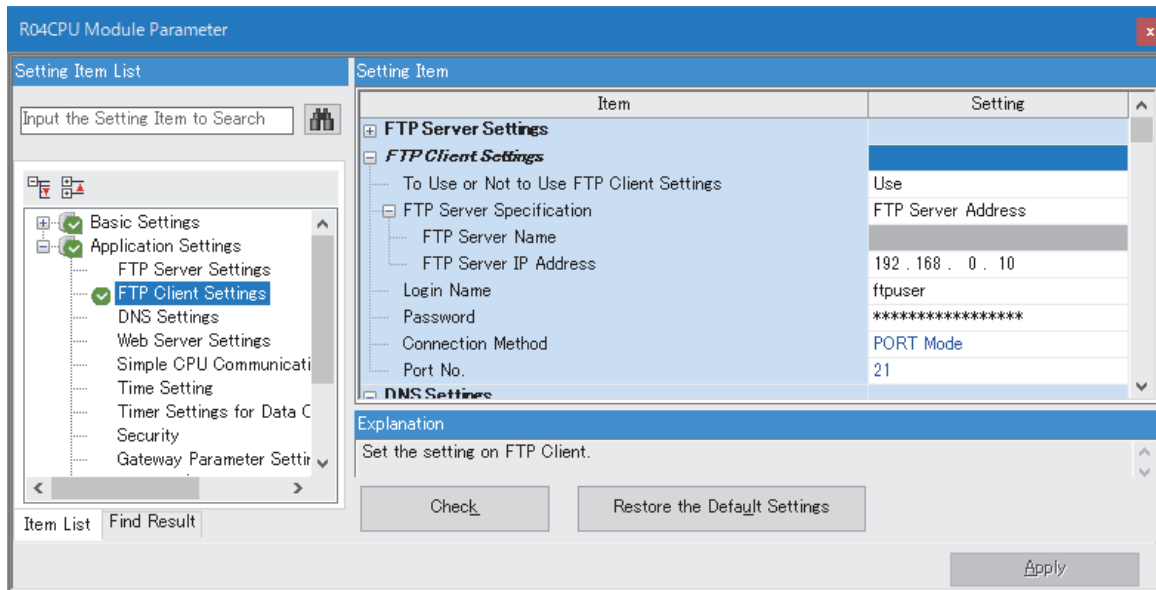 R04CPU Module Parameter
x
Setting Item List
Input the Setting Item to Search
Basic Settings
Application Settings
FTP Server Settings
FTP Client Settings
DNS Settings
Web Server Settings
Simple CPU Communicati
Time Setting
Timer Settings for Data C
Security
Gateway Parameter Settin
Item List
Find Result
Setting Item
Item Setting
FTP Server Settings
FTP Client Settings
To Use or Not to Use FTP Client Settings Use
FTP Server Specification FTP Server Address
FTP Server Name
FTP Server IP Address 192 . 168 . 0 . 10
Login Name ftpuser
Password *****************
Connection Method PORT Mode
Port No. 21
DNS Settings
Explanation
Set the setting on FTP Client.
Check
Restore the Default Settings
Apply